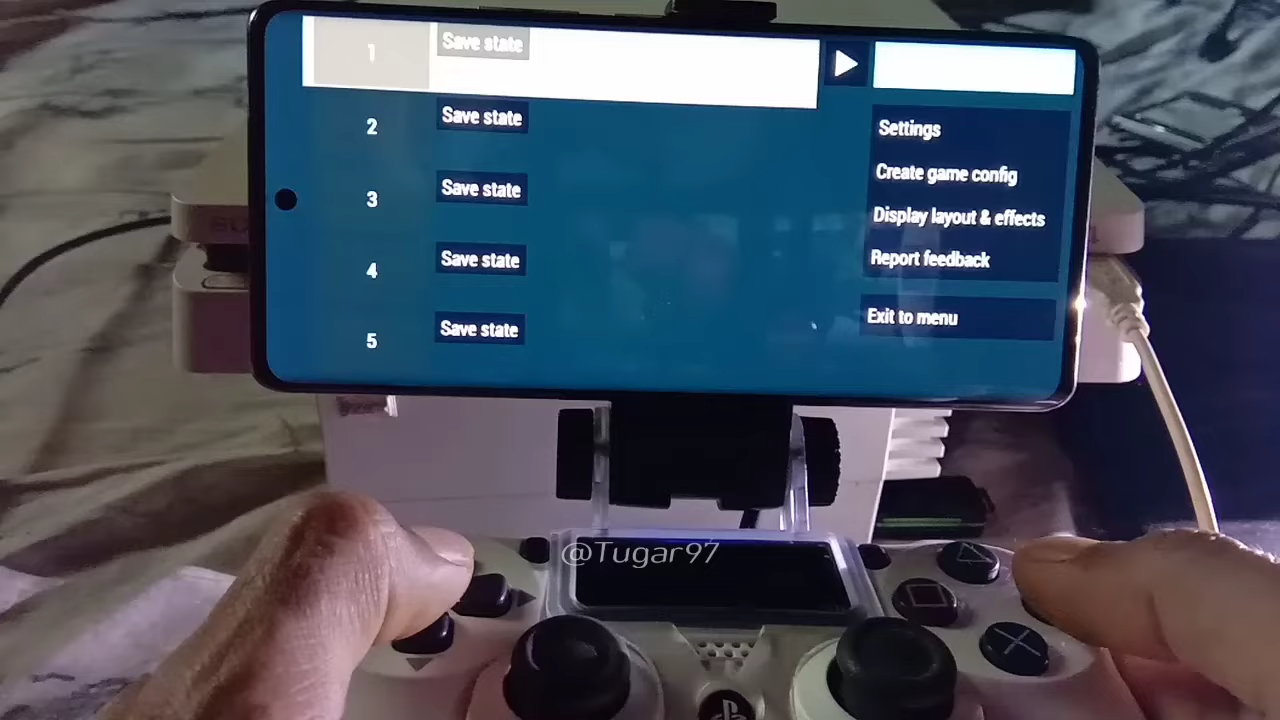 1
Save state
2
Save state
3
Save state
4
Save state
5
Save state
Settings
Create game config
Display layout & effects
Report feedback
Exit to menu
@Tugar97